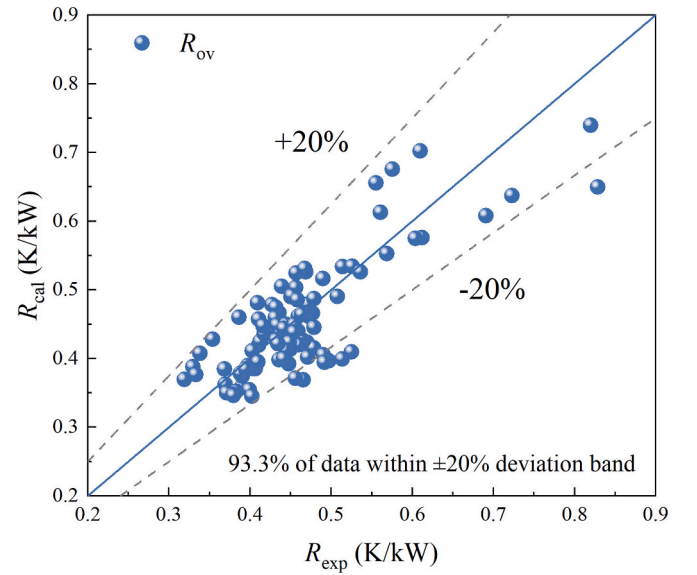 R_ov
+20%
-20%
93.3% of data within ±20% deviation band
R_cal (K/kW)
0.9
0.8
0.7
0.6
0.5
0.4
0.3
0.2
0.2 0.3 0.4 0.5 0.6 0.7 0.8 0.9
R_exp (K/kW)